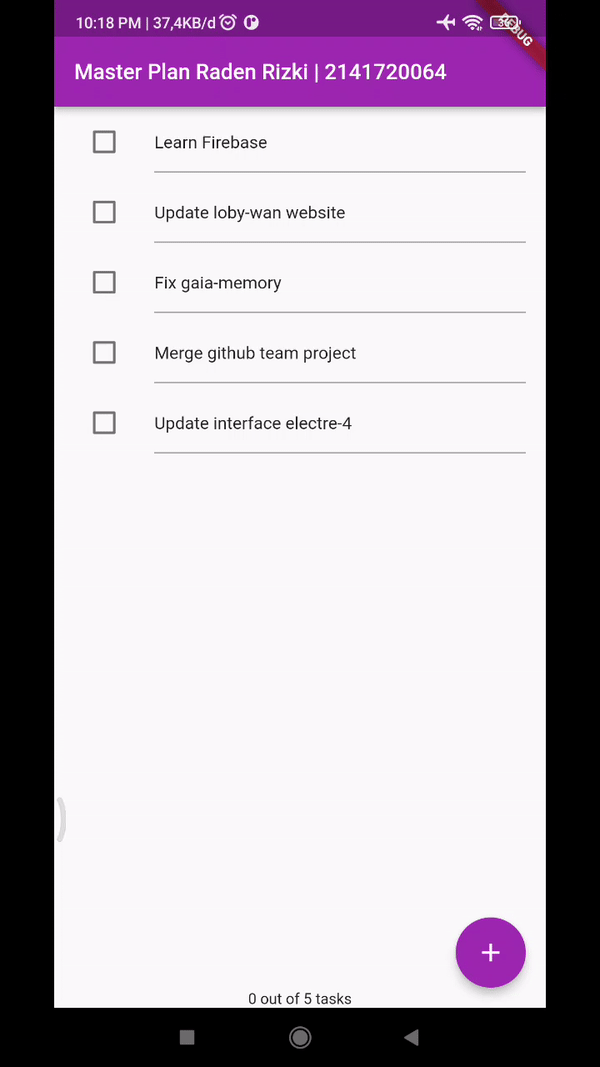 10:18 PM | 37,4KB/d
DEBUG
Master Plan Raden Rizki | 2141720064
Learn Firebase
Update loby-wan website
Fix gaia-memory
Merge github team project
Update interface electre-4
+
0 out of 5 tasks